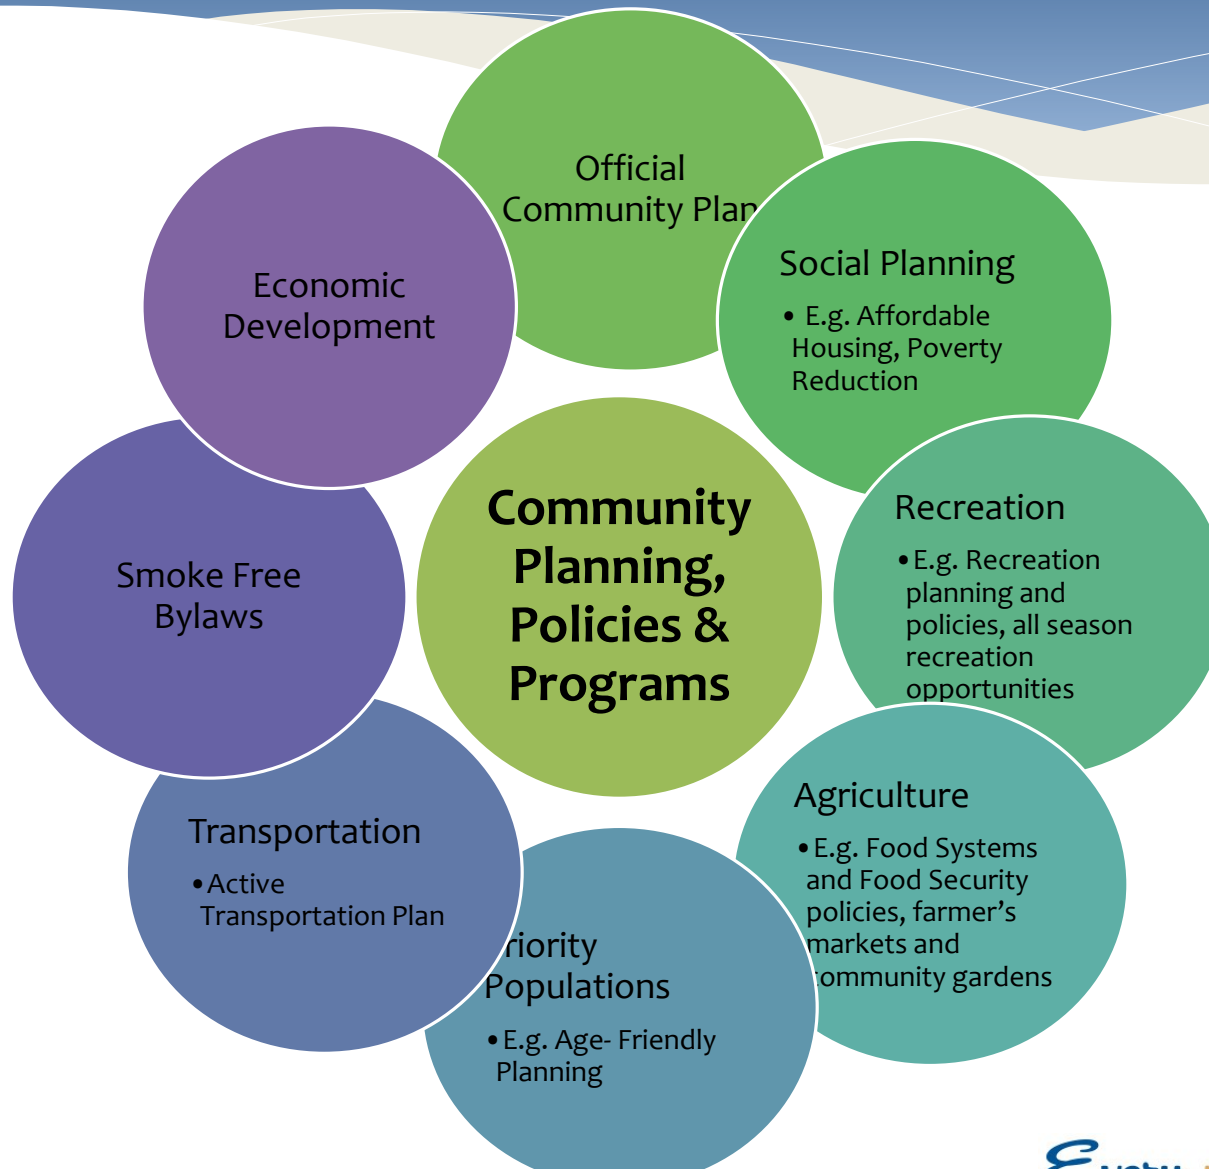 Official
Community Plan
Social Planning
• E.g. Affordable
Housing, Poverty
Reduction
Recreation
• E.g. Recreation
planning and
policies, all season
recreation
opportunities
Agriculture
• E.g. Food Systems
and Food Security
policies, farmer's
markets and
community gardens
Priority
Populations
• E.g. Age- Friendly
Planning
Transportation
• Active
Transportation Plan
Smoke Free
Bylaws
Economic
Development
Community
Planning,
Policies &
Programs